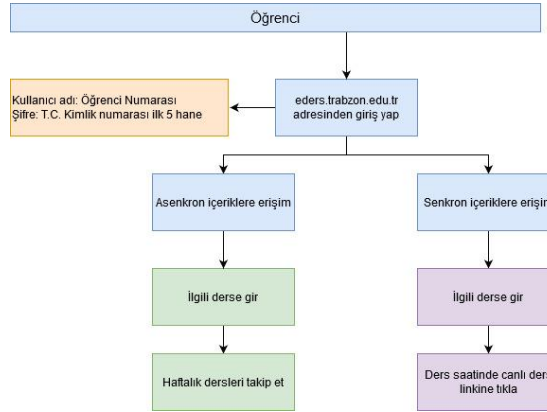 Öğrenci
Kullanıcı adı: Öğrenci Numarası
Şifre: T.C. Kimlik numarası ilk 5 hane
eders.trabzon.edu.tr
adresinden giriş yap
Asenkron içeriklere erişim
Senkron içeriklere erişim
İlgili derse gir
İlgili derse gir
Haftalık dersleri takip et
Ders saatinde canlı ders
linkine tıkla